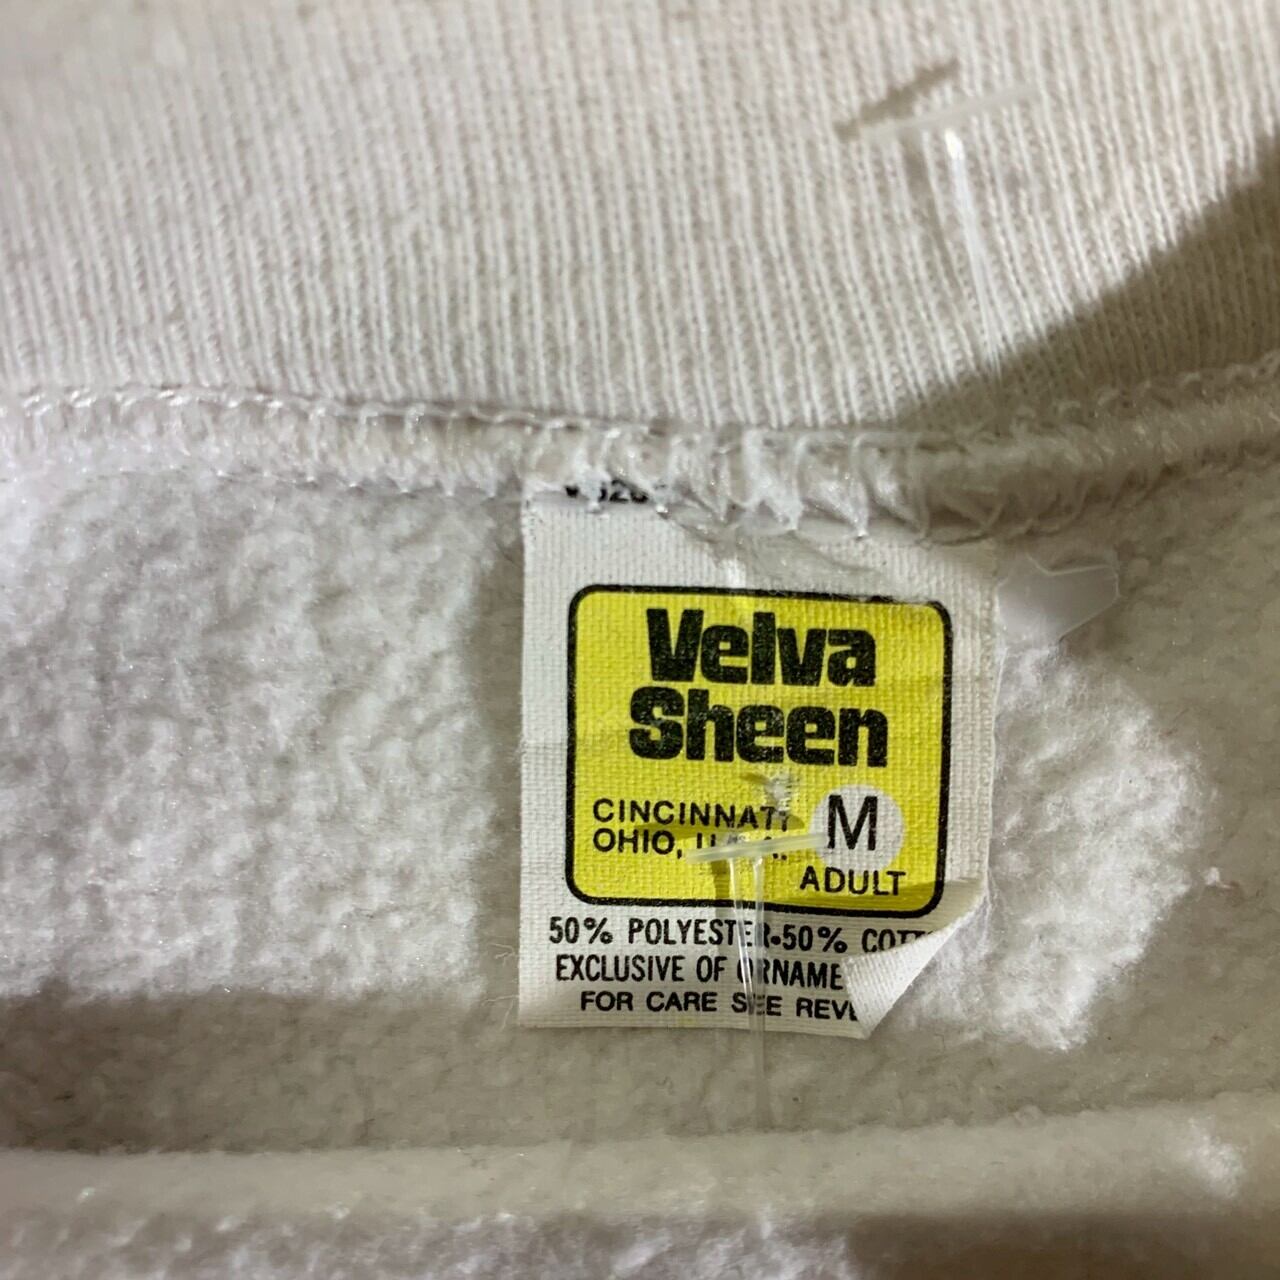 Velva
Sheen
CINCINNATI
OHIO,
M
ADULT
50% POLYESTER•50%
EXCLUSIVE OF
FOR CARE SEE